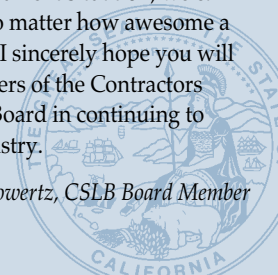 o matter how awesome a
I sincerely hope you will
ers of the Contractors
Board in continuing to
stry.
owertz, CSLB Board Member
CALIFORNIA